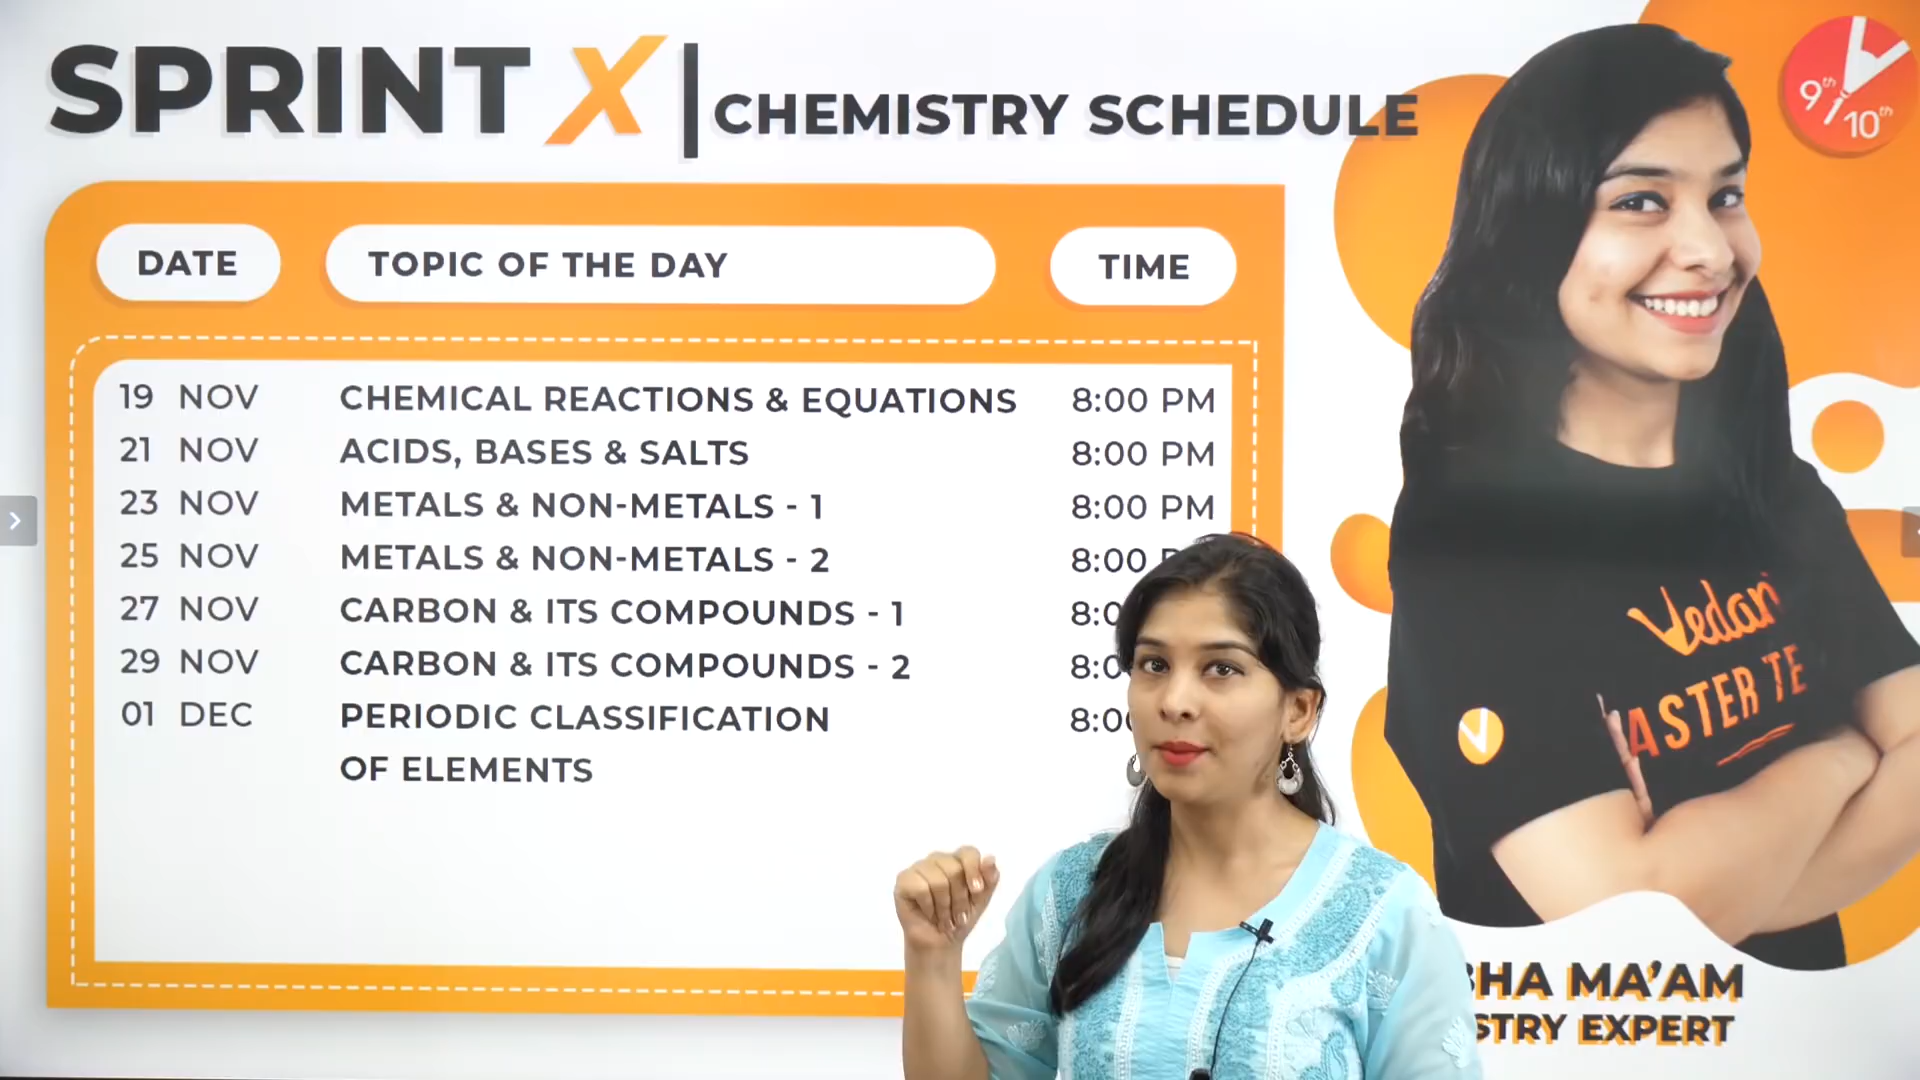 SPRINT X | CHEMISTRY SCHEDULE
9th 10th
DATE TOPIC OF THE DAY TIME
19 NOV CHEMICAL REACTIONS & EQUATIONS 8:00 PM
21 NOV ACIDS, BASES & SALTS 8:00 PM
23 NOV METALS & NON-METALS - 1 8:00 PM
25 NOV METALS & NON-METALS - 2 8:00
27 NOV CARBON & ITS COMPOUNDS - 1
29 NOV CARBON & ITS COMPOUNDS - 2
01 DEC PERIODIC CLASSIFICATION
OF ELEMENTS
MA'AM
EXPERT